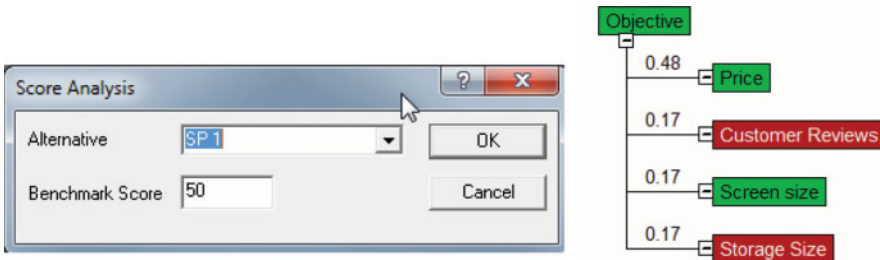 Score Analysis
?
X
Alternative
SP 1
OK
Benchmark Score
50
Cancel
Objective
0.48
Price
0.17
Customer Reviews
0.17
Screen size
0.17
Storage Size